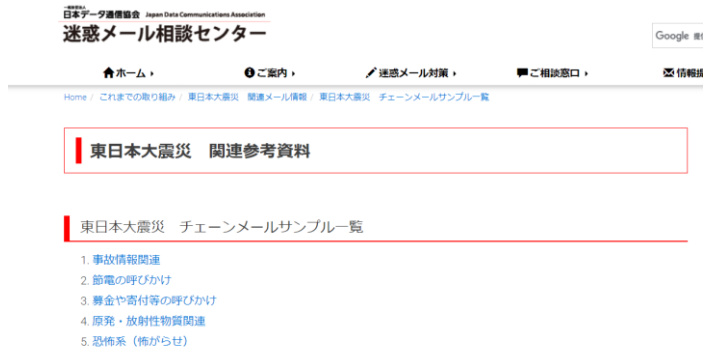 一般財団法人
日本データ通信協会 Japan Data Communications Association
迷惑メール相談センター
Google 提
ホーム
ご案内
迷惑メール対策
ご相談窓口
情報提
Home / これまでの取り組み / 東日本大震災 関連メール情報 / 東日本大震災 チェーンメールサンプル一覧
東日本大震災 関連参考資料
東日本大震災 チェーンメールサンプル一覧
1. 事故情報関連
2. 節電の呼びかけ
3. 募金や寄付等の呼びかけ
4. 原発・放射性物質関連
5. 恐怖系（怖がらせ）